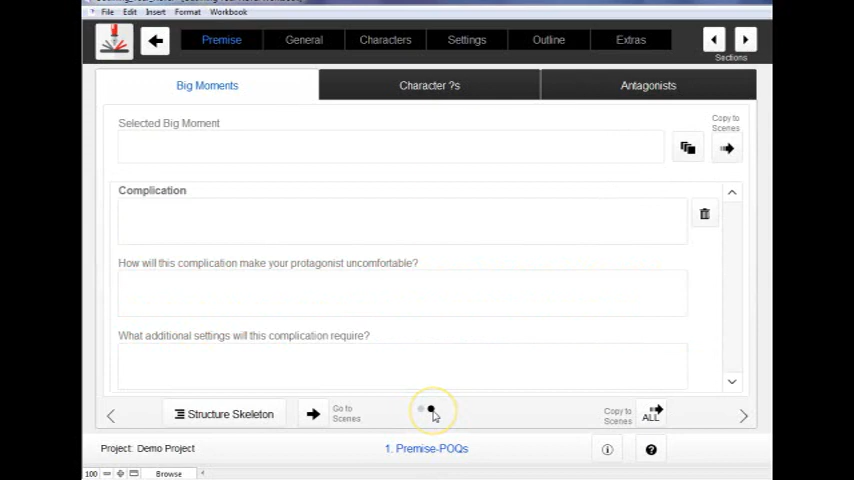 File Edit Insert Format Workbook
Premise General Characters Settings Outline Extras
Sections
Big Moments Character ?s Antagonists
Selected Big Moment
Copy to
Scenes
Complication
How will this complication make your protagonist uncomfortable?
What additional settings will this complication require?
Structure Skeleton
Go to
Scenes
Copy to
Scenes
ALL
Project: Demo Project
1. Premise-POQs
100
Browse